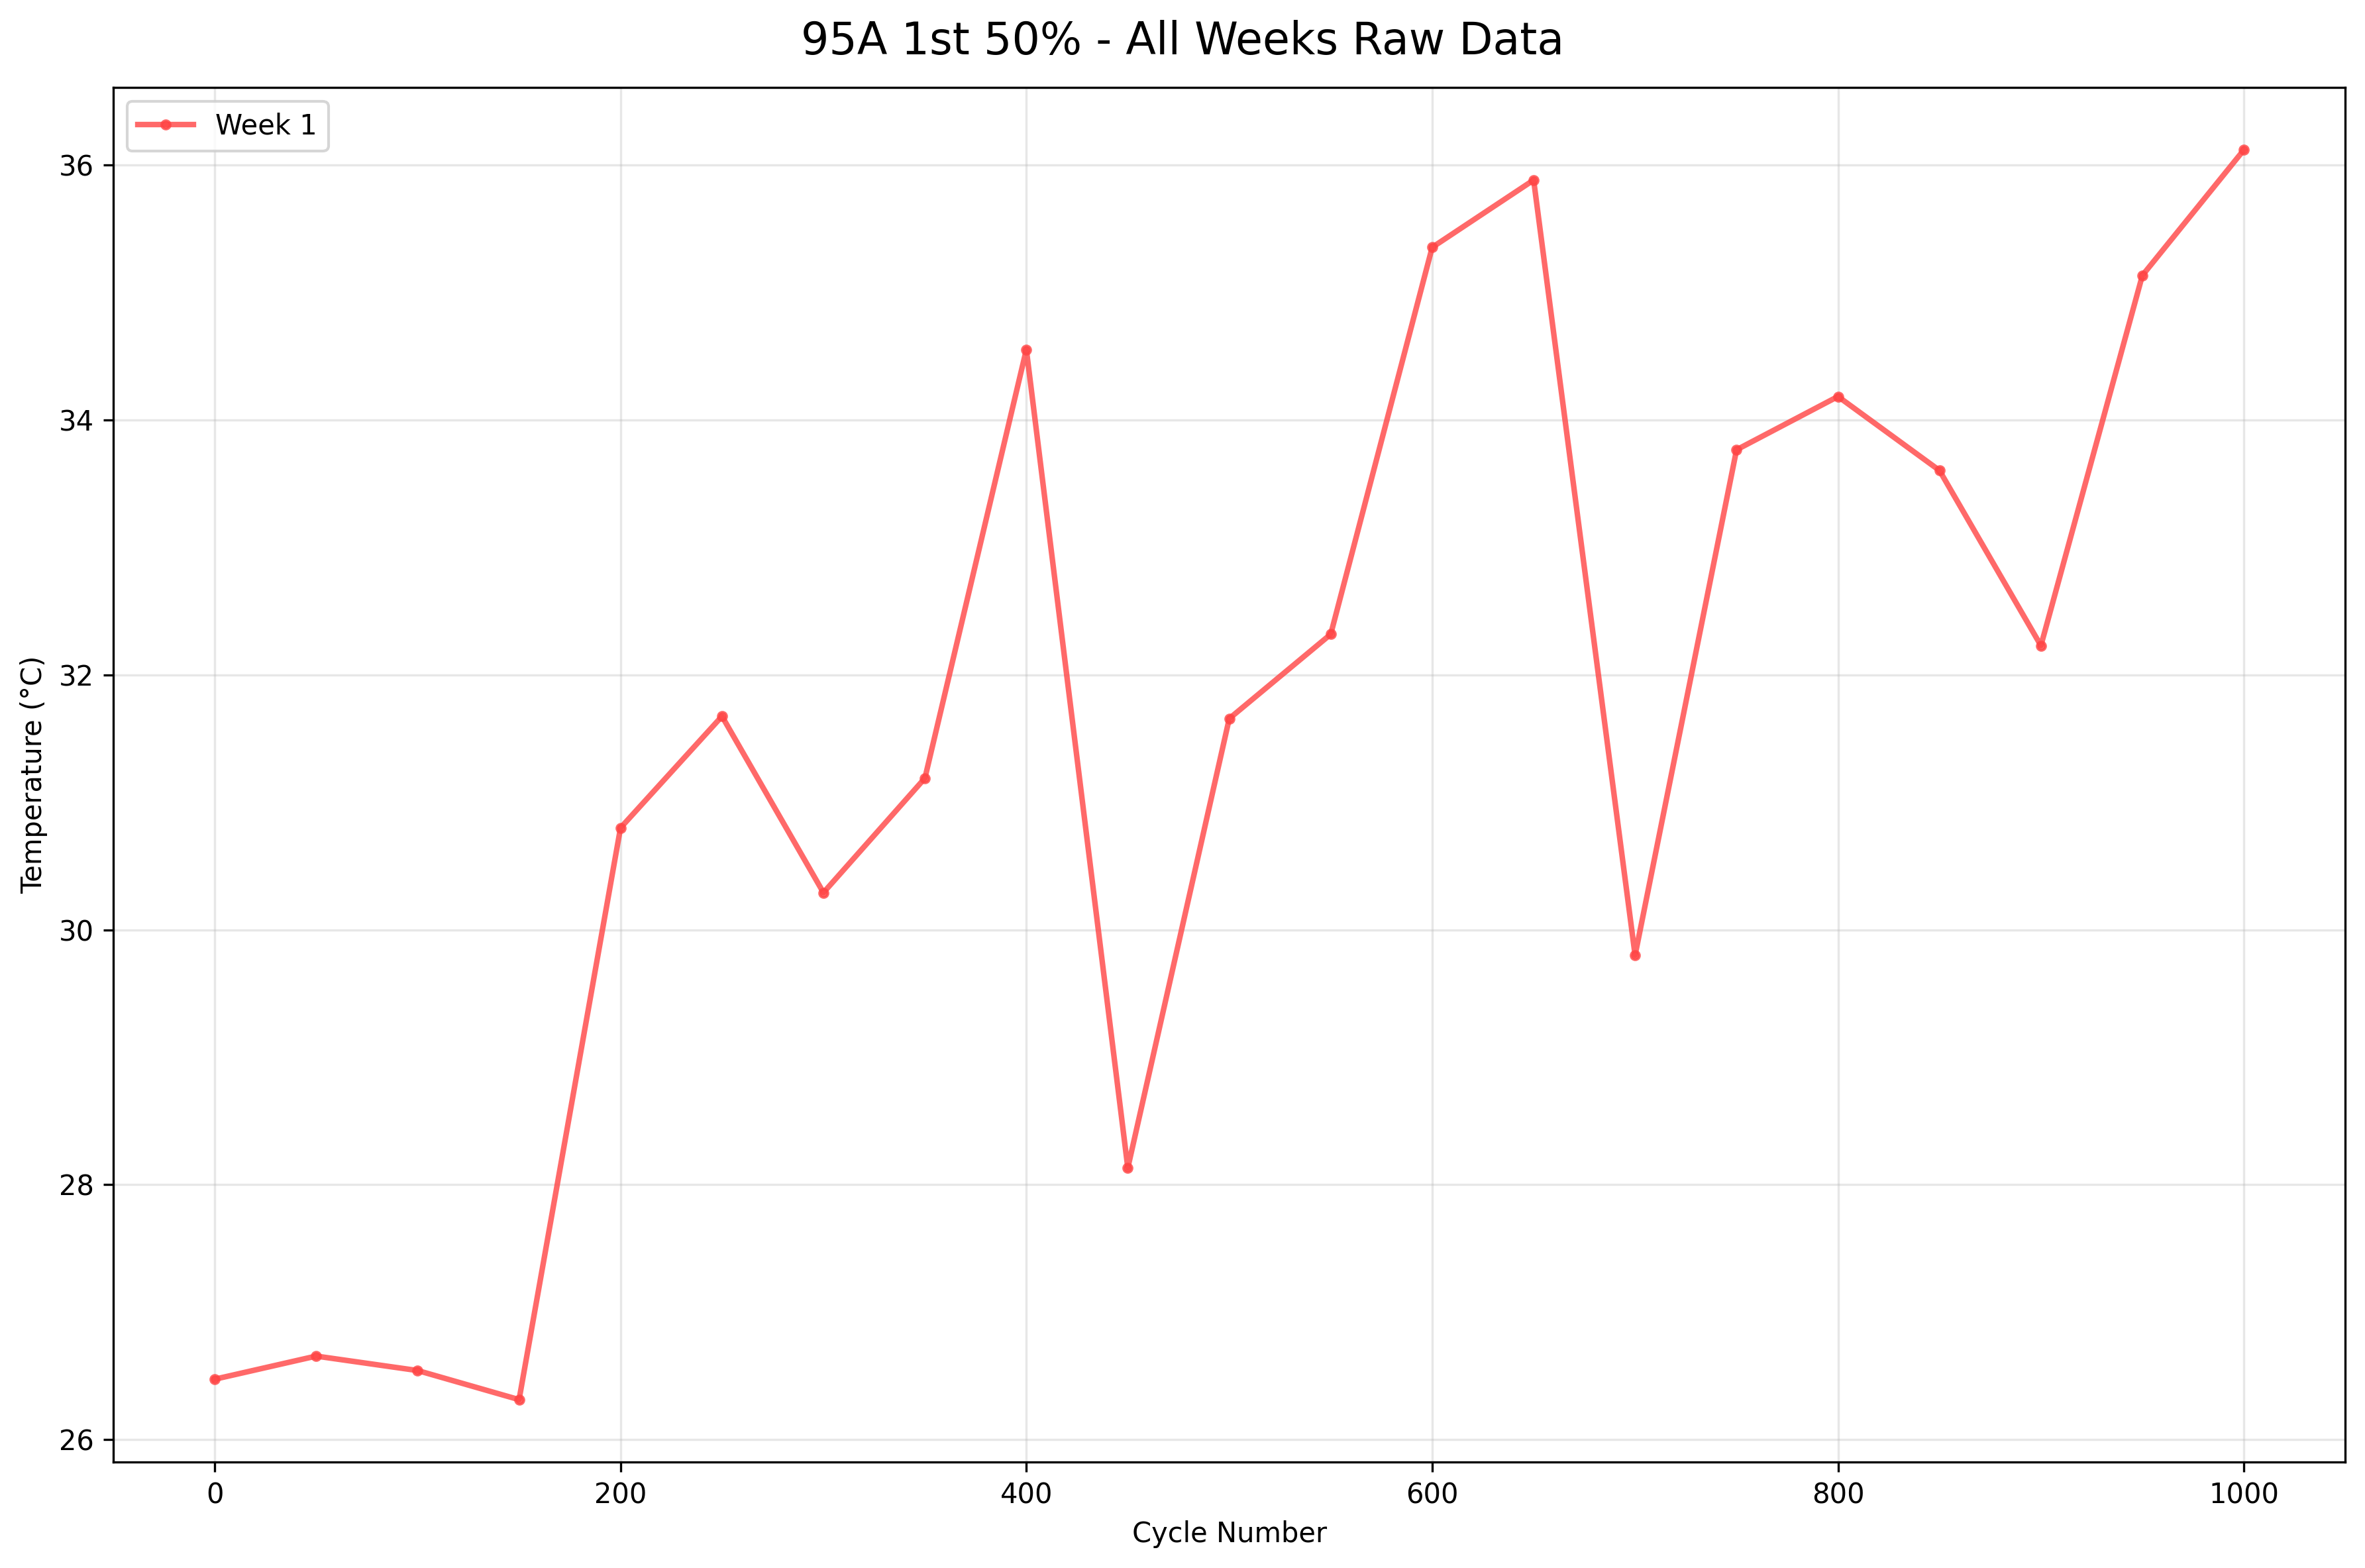 95A 1st 50% - All Weeks Raw Data
Week 1
36
34
32
30
28
26
Temperature (°C)
0 200 400 600 800 1000
Cycle Number